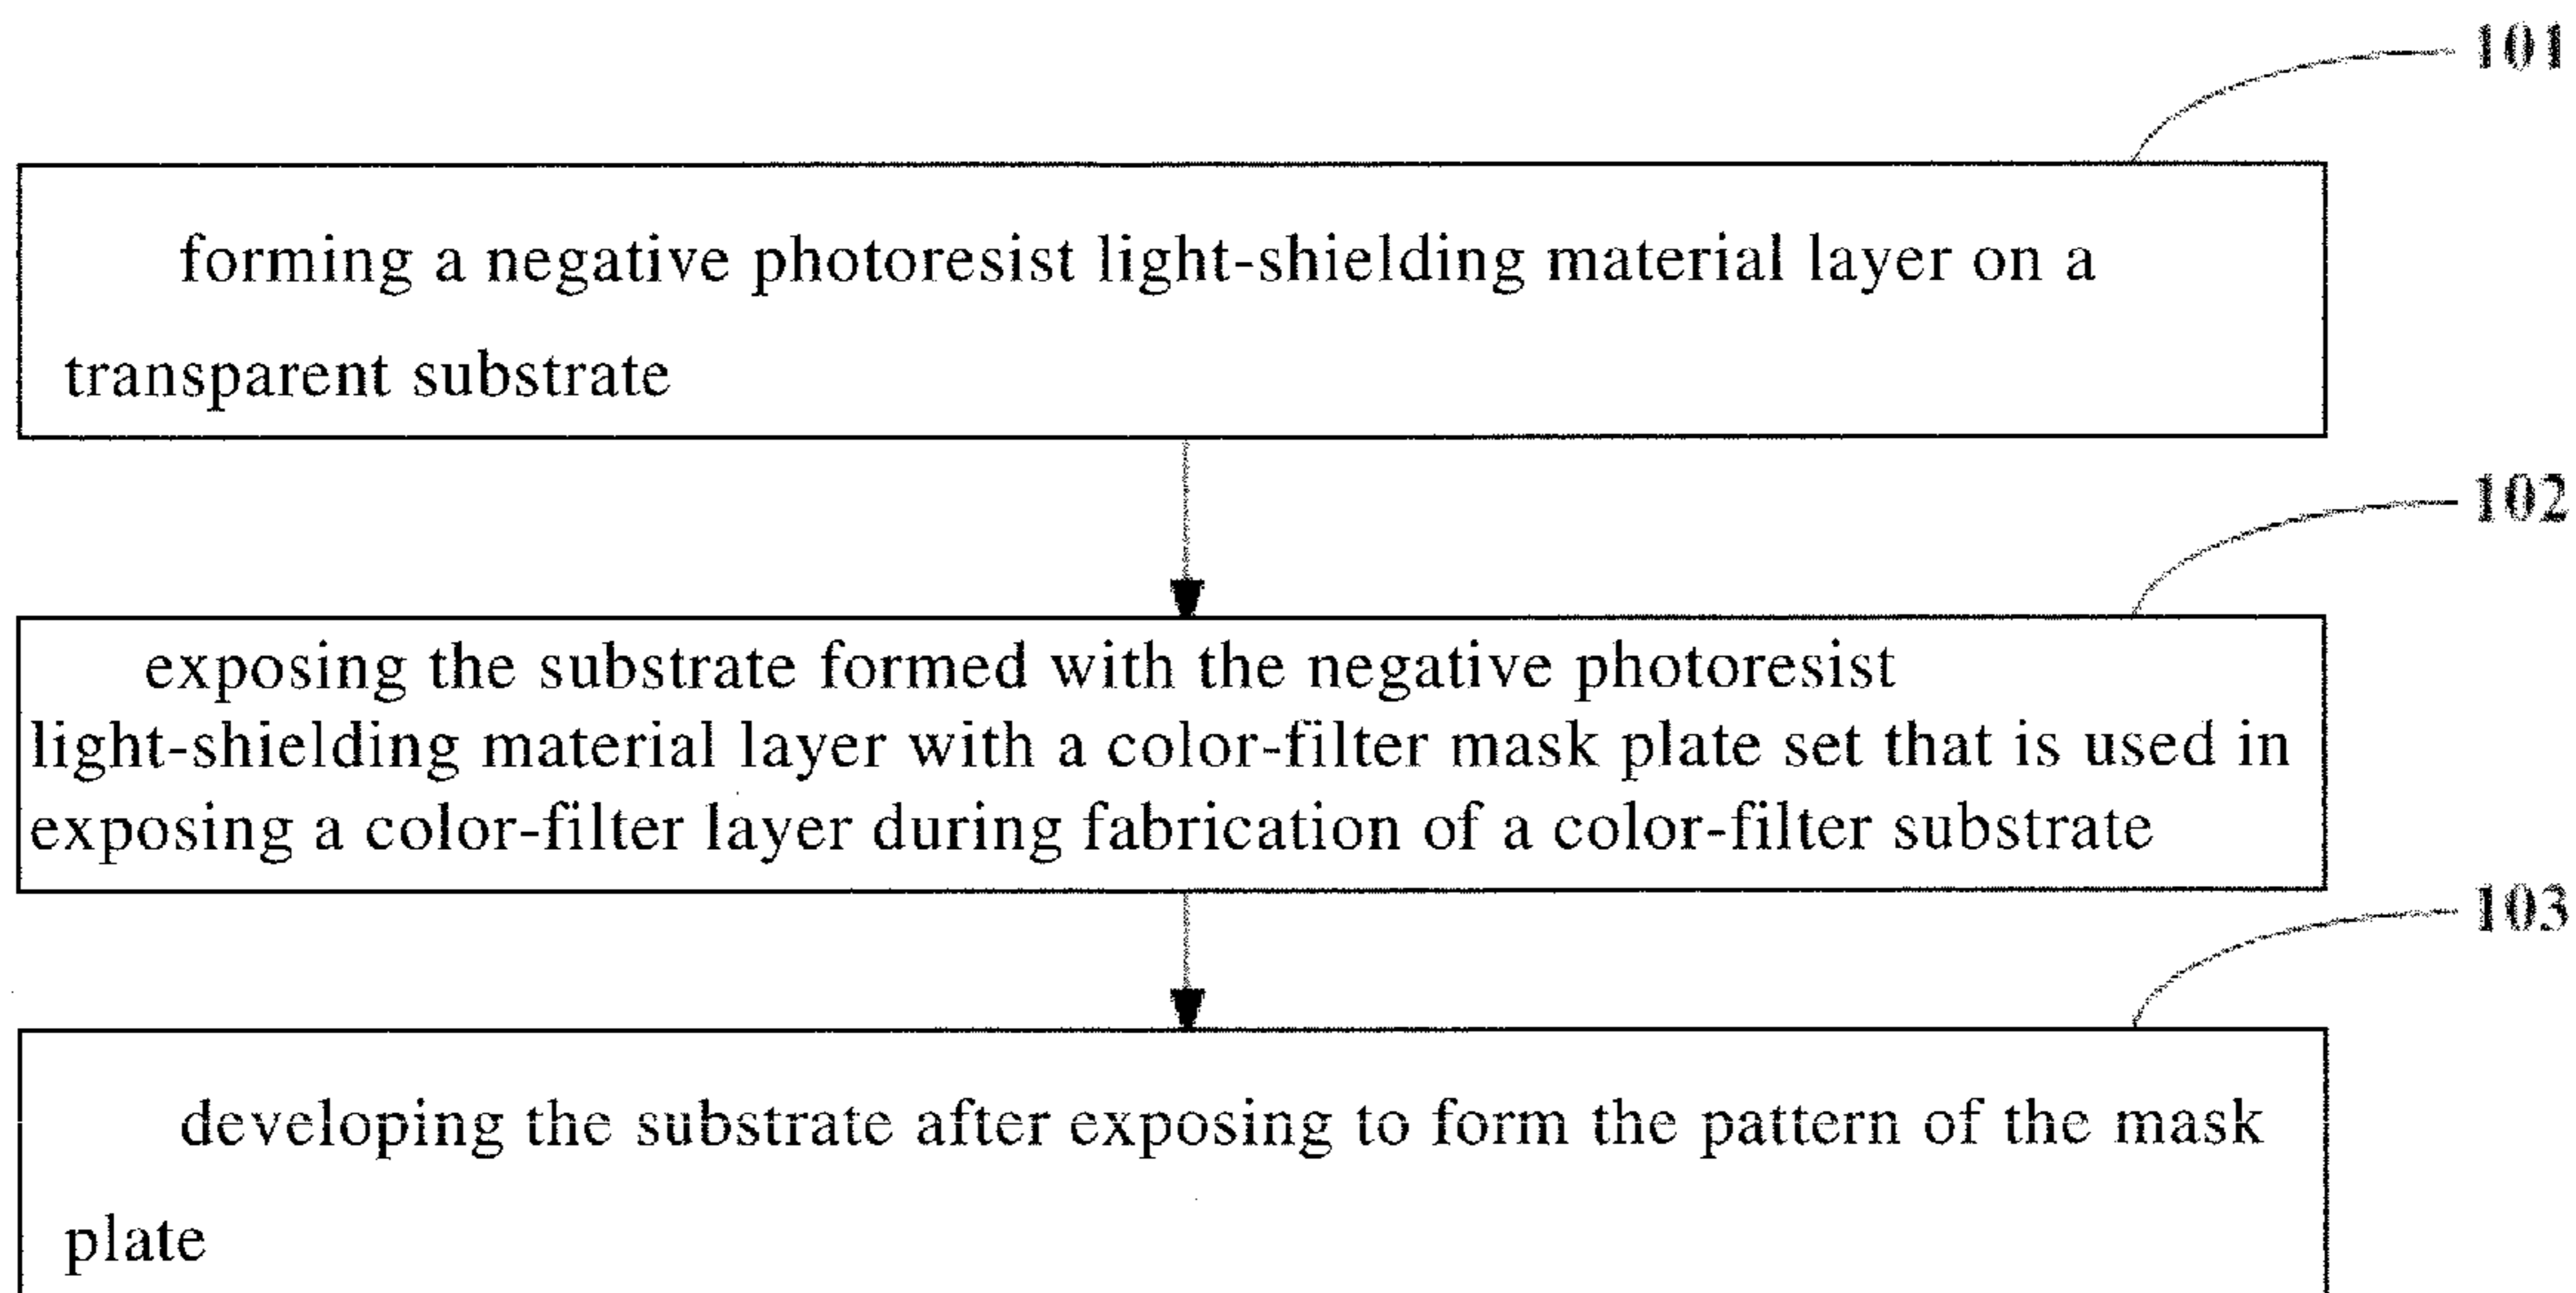 101
forming a negative photoresist light-shielding material layer on a
transparent substrate
102
exposing the substrate formed with the negative photoresist
light-shielding material layer with a color-filter mask plate set that is used in
exposing a color-filter layer during fabrication of a color-filter substrate
103
developing the substrate after exposing to form the pattern of the mask
plate